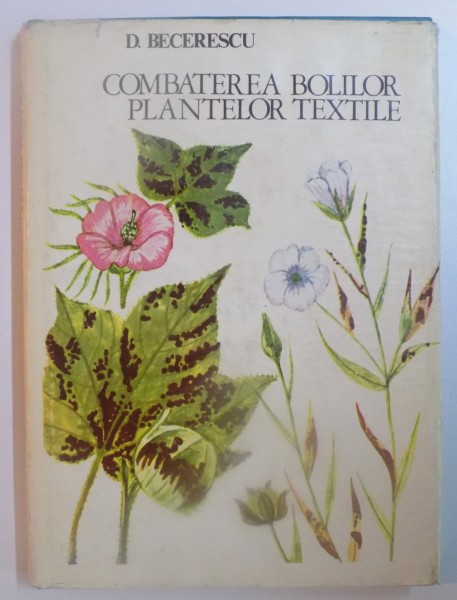 D. BECERESCU
COMBATEREA BOLILOR
PLANTELOR TEXTILE